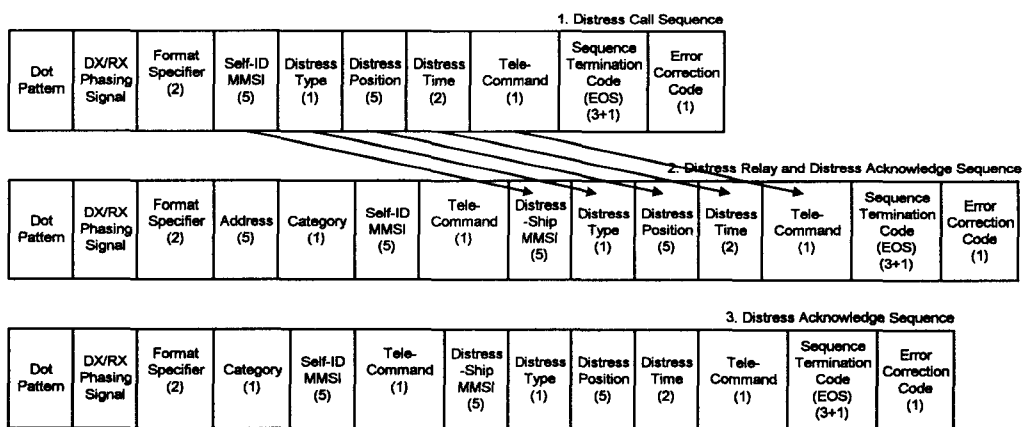 1. Distress Call Sequence
Dot
Pattern
DX/RX
Phasing
Signal
Format
Specifier
(2)
Self-ID
MMSI
(5)
Distress
Type
(1)
Distress
Position
(5)
Distress
Time
(2)
Tele-
Command
(1)
Sequence
Termination
Code
(EOS)
(3+1)
Error
Correction
Code
(1)
2. Distress Relay and Distress Acknowledge Sequence
Dot
Pattern
DX/RX
Phasing
Signal
Format
Specifier
(2)
Address
(5)
Category
(1)
Self-ID
MMSI
(5)
Tele-
Command
(1)
Distress
-Ship
MMSI
(5)
Distress
Type
(1)
Distress
Position
(5)
Distress
Time
(2)
Tele-
Command
(1)
Sequence
Termination
Code
(EOS)
(3+1)
Error
Correction
Code
(1)
3. Distress Acknowledge Sequence
Dot
Pattern
DX/RX
Phasing
Signal
Format
Specifier
(2)
Category
(1)
Self-ID
MMSI
(5)
Tele-
Command
(1)
Distress
-Ship
MMSI
(5)
Distress
Type
(1)
Distress
Position
(5)
Distress
Time
(2)
Tele-
Command
(1)
Sequence
Termination
Code
(EOS)
(3+1)
Error
Correction
Code
(1)